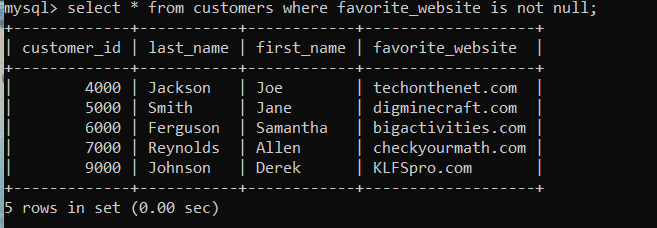 mysql> select * from customers where favorite_website is not null;
+-------------+-----------+------------+-------------------+
| customer_id | last_name | first_name | favorite_website  |
+-------------+-----------+------------+-------------------+
|        4000 | Jackson   | Joe        | techonthenet.com  |
|        5000 | Smith     | Jane       | digminecraft.com  |
|        6000 | Ferguson  | Samantha   | bigactivities.com |
|        7000 | Reynolds  | Allen      | checkyourmath.com |
|        9000 | Johnson   | Derek      | KLFSpro.com       |
+-------------+-----------+------------+-------------------+
5 rows in set (0.00 sec)